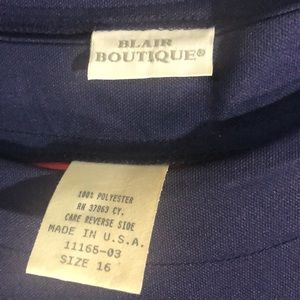 BLAIR
BOUTIQUE®
100% POLYESTER
RN 37863 CY.
CARE REVERSE SIDE
MADE IN U.S.A.
11165-03
SIZE 16